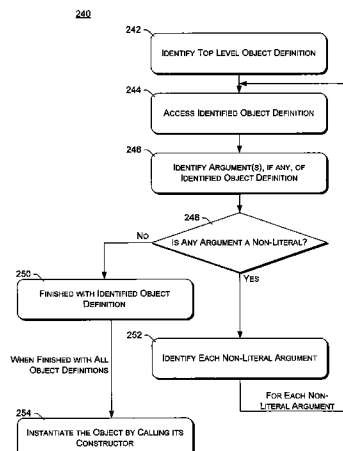 240
242
IDENTIFY TOP LEVEL OBJECT DEFINITION
244
ACCESS IDENTIFIED OBJECT DEFINITION
246
IDENTIFY ARGUMENT(S), IF ANY, OF
IDENTIFIED OBJECT DEFINITION
248
NO
IS ANY ARGUMENT A NON-LITERAL?
250
YES
FINISHED WITH IDENTIFIED OBJECT
DEFINITION
252
WHEN FINISHED WITH ALL
OBJECT DEFINITIONS
IDENTIFY EACH NON-LITERAL ARGUMENT
254
FOR EACH NON-
LITERAL ARGUMENT
INSTANTIATE THE OBJECT BY CALLING ITS
CONSTRUCTOR